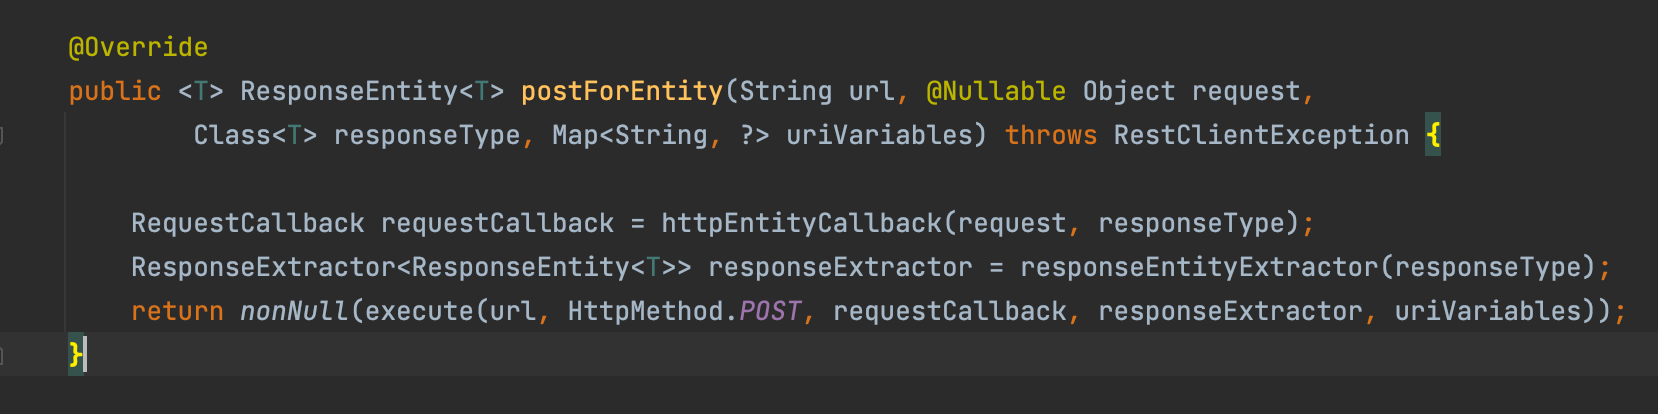 @Override
public <T> ResponseEntity<T> postForEntity(String url, @Nullable Object request,
Class<T> responseType, Map<String, ?> uriVariables) throws RestClientException {
RequestCallback requestCallback = httpEntityCallback(request, responseType);
ResponseExtractor<ResponseEntity<T>> responseExtractor = responseEntityExtractor(responseType);
return nonNull(execute(url, HttpMethod.POST, requestCallback, responseExtractor, uriVariables));
}